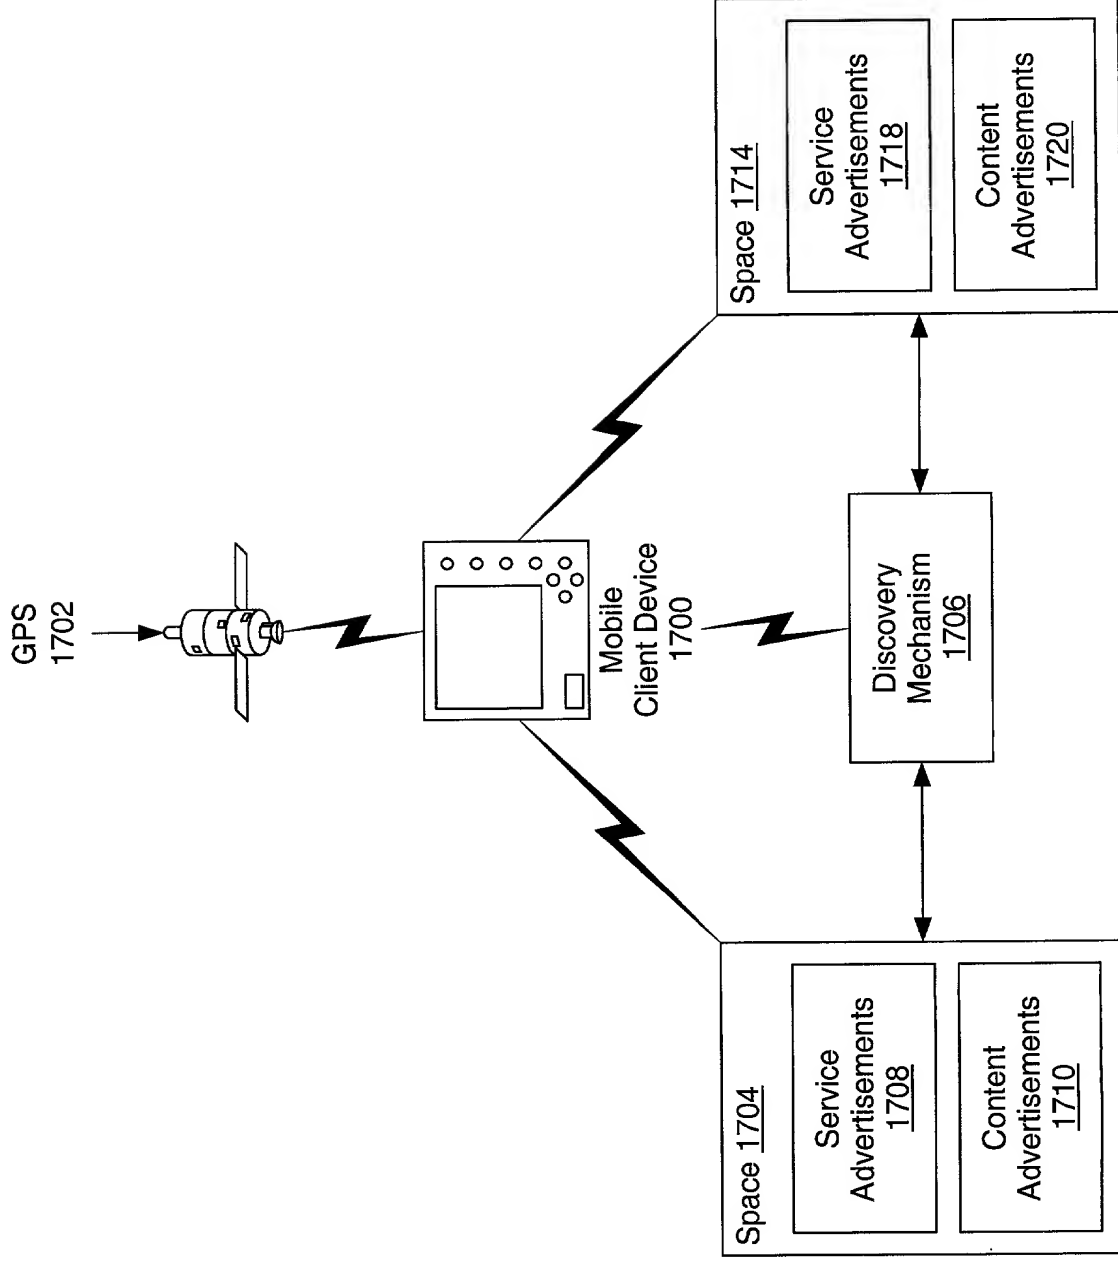 GPS
1702
Mobile
Client Device
1700
Discovery
Mechanism
1706
Space 1704
Service
Advertisements
1708
Content
Advertisements
1710
Space 1714
Service
Advertisements
1718
Content
Advertisements
1720